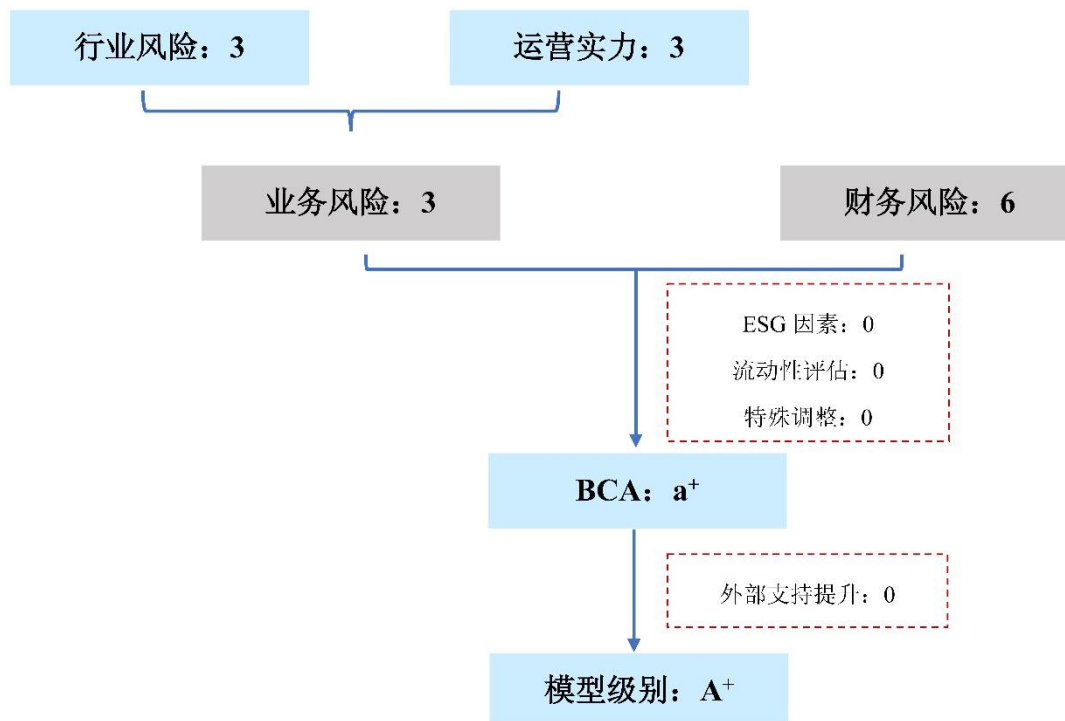 行业风险：3
运营实力：3
业务风险：3
财务风险：6
ESG 因素：0
流动性评估：0
特殊调整：0
BCA：a⁺
外部支持提升：0
模型级别：A⁺